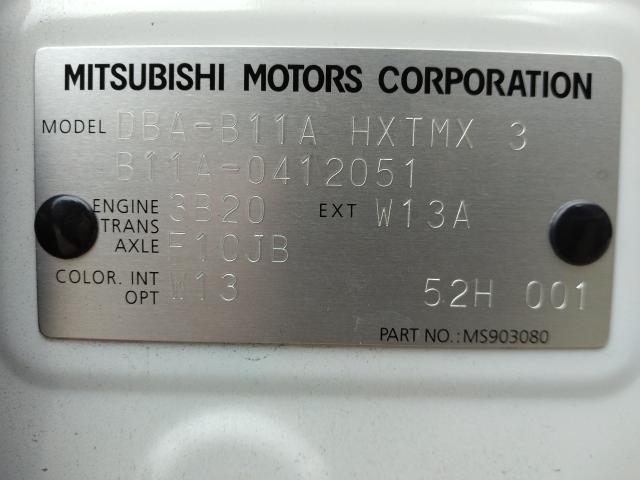 MITSUBISHI MOTORS CORPORATION
MODEL DBA-B11A HXTMX 3
B11A-0412051
ENGINE 3B20 EXT W13A
TRANS
AXLE F10JB
COLOR. INT W13
OPT 52H 001
PART NO.: MS903080